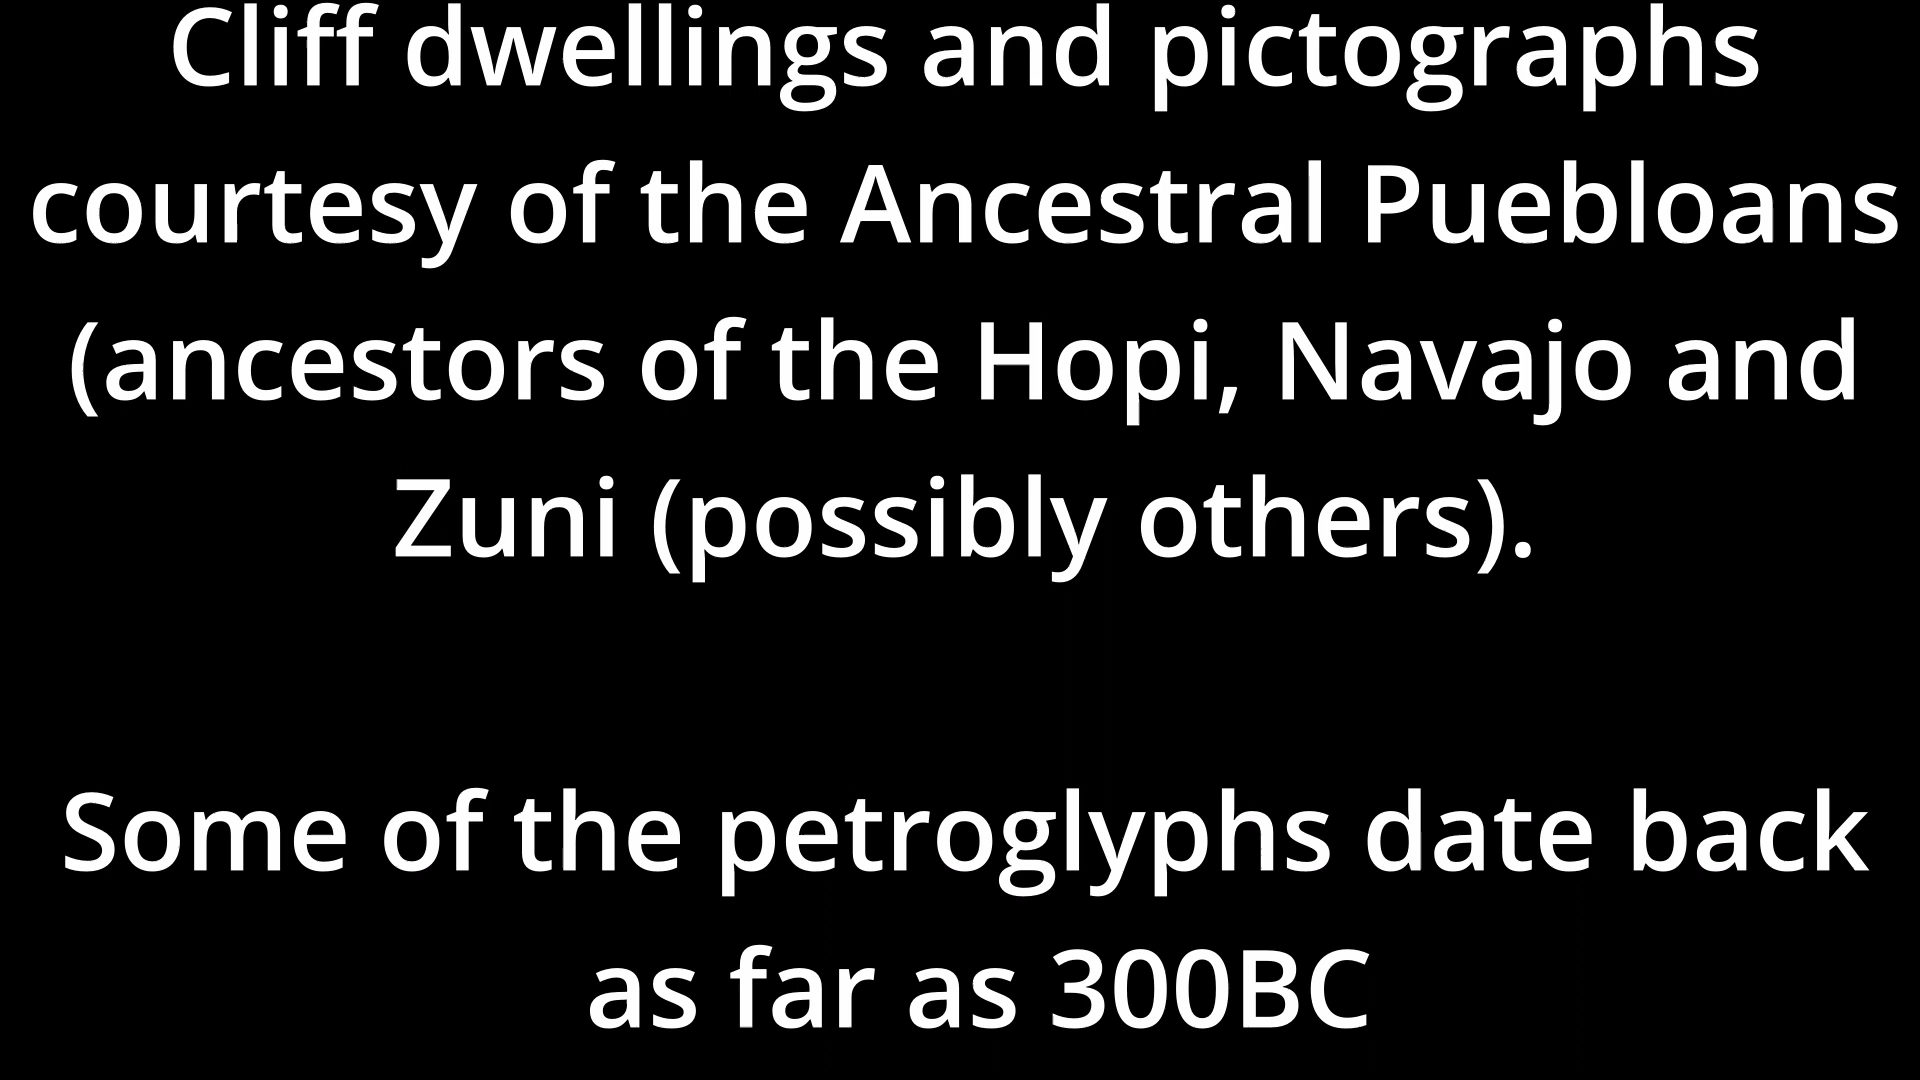 Cliff dwellings and pictographs
courtesy of the Ancestral Puebloans
(ancestors of the Hopi, Navajo and
Zuni (possibly others).
Some of the petroglyphs date back
as far as 300BC